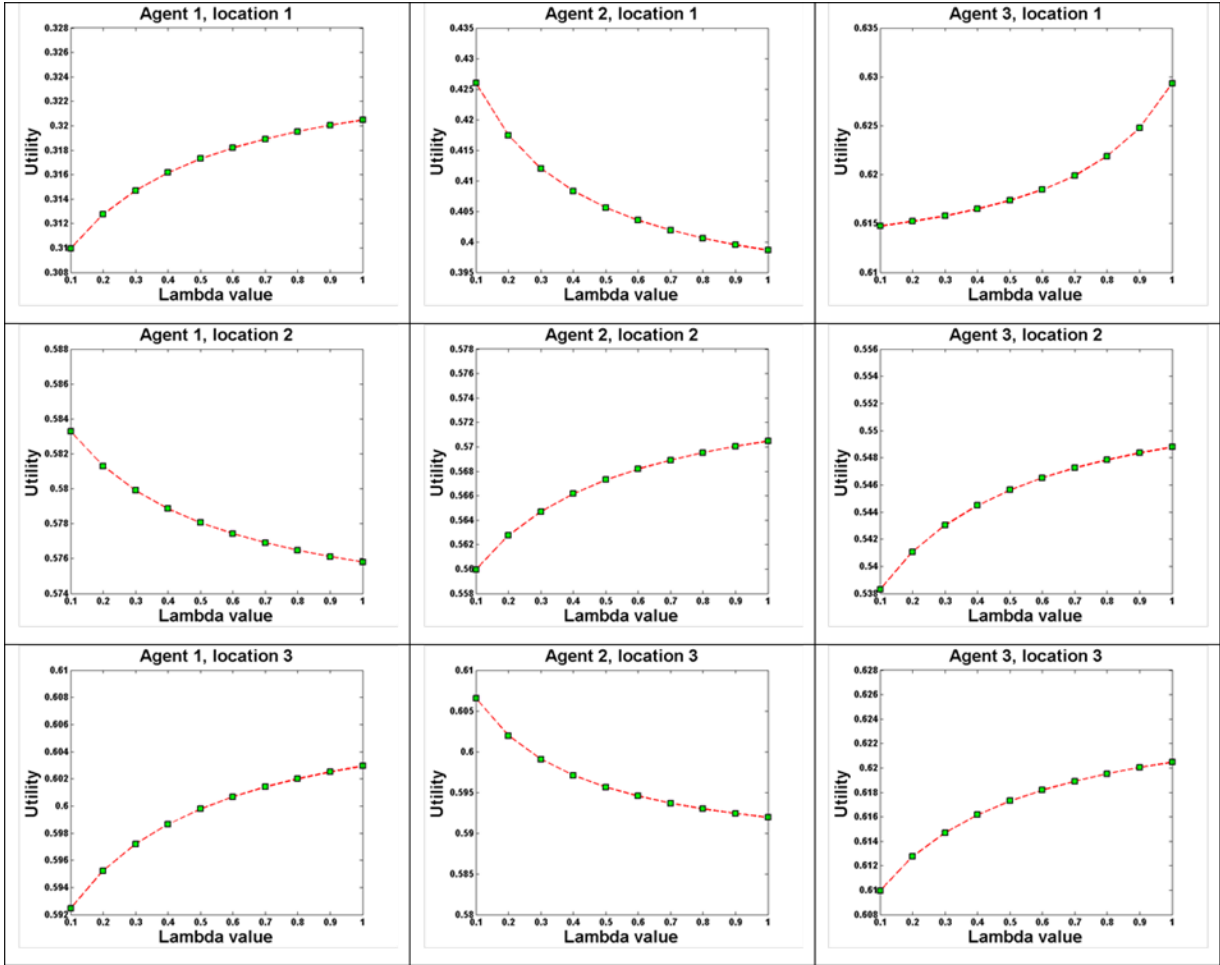 Agent 1, location 1
0.328
0.326
0.324
0.322
0.32
0.318
0.316
0.314
0.312
0.31
0.308
Utility
0.1 0.2 0.3 0.4 0.5 0.6 0.7 0.8 0.9 1
Lambda value
Agent 2, location 1
0.435
0.43
0.425
0.42
0.415
0.41
0.405
0.4
0.395
Utility
0.1 0.2 0.3 0.4 0.5 0.6 0.7 0.8 0.9 1
Lambda value
Agent 3, location 1
0.635
0.63
0.625
0.62
0.615
0.61
Utility
0.1 0.2 0.3 0.4 0.5 0.6 0.7 0.8 0.9 1
Lambda value
Agent 1, location 2
0.588
0.586
0.584
0.582
0.58
0.578
0.576
0.574
Utility
0.1 0.2 0.3 0.4 0.5 0.6 0.7 0.8 0.9 1
Lambda value
Agent 2, location 2
0.578
0.576
0.574
0.572
0.57
0.568
0.566
0.564
0.562
0.56
0.558
Utility
0.1 0.2 0.3 0.4 0.5 0.6 0.7 0.8 0.9 1
Lambda value
Agent 3, location 2
0.556
0.554
0.552
0.55
0.548
0.546
0.544
0.542
0.54
0.538
Utility
0.1 0.2 0.3 0.4 0.5 0.6 0.7 0.8 0.9 1
Lambda value
Agent 1, location 3
0.61
0.608
0.606
0.604
0.602
0.6
0.598
0.596
0.594
0.592
Utility
0.1 0.2 0.3 0.4 0.5 0.6 0.7 0.8 0.9 1
Lambda value
Agent 2, location 3
0.61
0.605
0.6
0.595
0.59
0.585
0.58
Utility
0.1 0.2 0.3 0.4 0.5 0.6 0.7 0.8 0.9 1
Lambda value
Agent 3, location 3
0.628
0.626
0.624
0.622
0.62
0.618
0.616
0.614
0.612
0.61
0.608
Utility
0.1 0.2 0.3 0.4 0.5 0.6 0.7 0.8 0.9 1
Lambda value